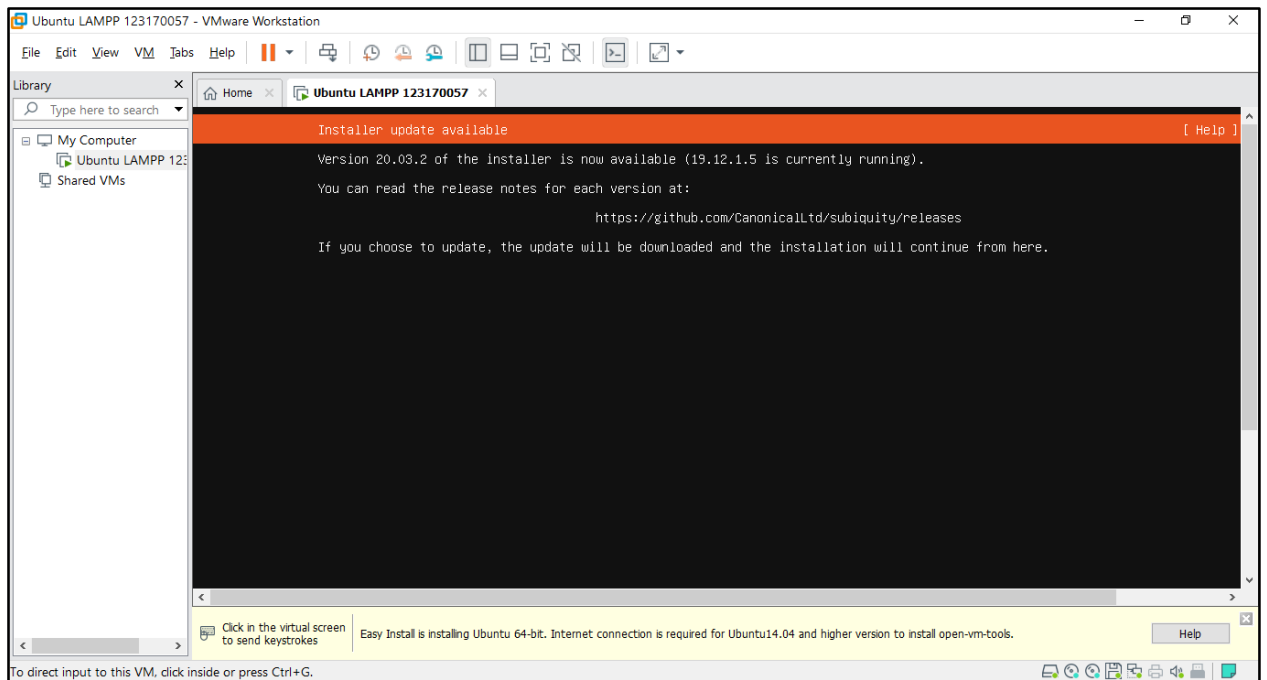 Ubuntu LAMPP 123170057 - VMware Workstation
File Edit View VM Tabs Help
Library
Home
Ubuntu LAMPP 123170057
Type here to search
My Computer
Ubuntu LAMPP 123
Shared VMs
Installer update available [ Help ]
Version 20.03.2 of the installer is now available (19.12.1.5 is currently running).
You can read the release notes for each version at:
https://github.com/CanonicalLtd/subiquity/releases
If you choose to update, the update will be downloaded and the installation will continue from here.
Click in the virtual screen
to send keystrokes
Easy Install is installing Ubuntu 64-bit. Internet connection is required for Ubuntu14.04 and higher version to install open-vm-tools.
Help
To direct input to this VM, click inside or press Ctrl+G.